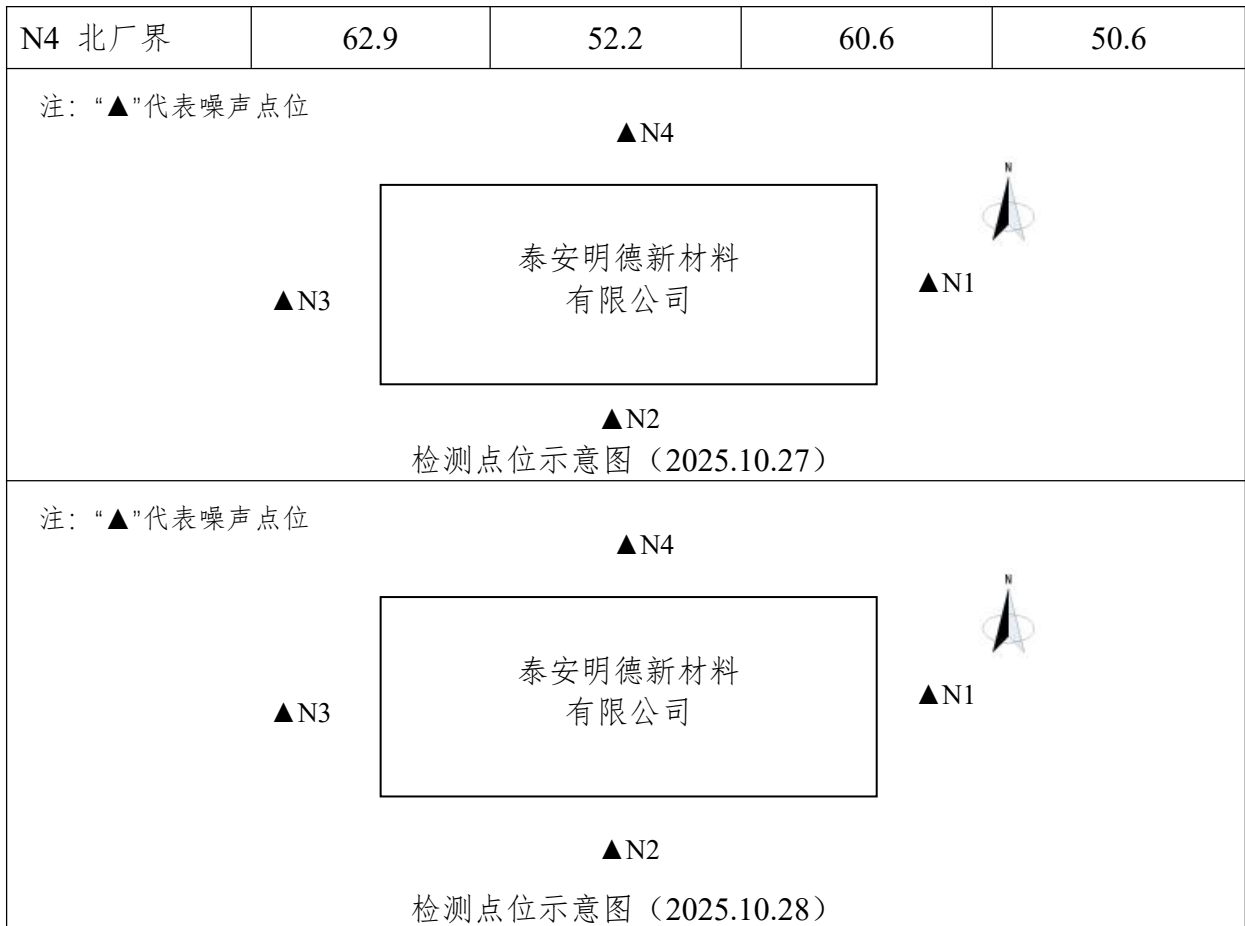 N4 北厂界 62.9 52.2 60.6 50.6
注：“▲”代表噪声点位
▲N4
N
泰安明德新材料
有限公司
▲N1
▲N3
▲N2
检测点位示意图（2025.10.27）
注：“▲”代表噪声点位
▲N4
N
泰安明德新材料
有限公司
▲N1
▲N3
▲N2
检测点位示意图（2025.10.28）